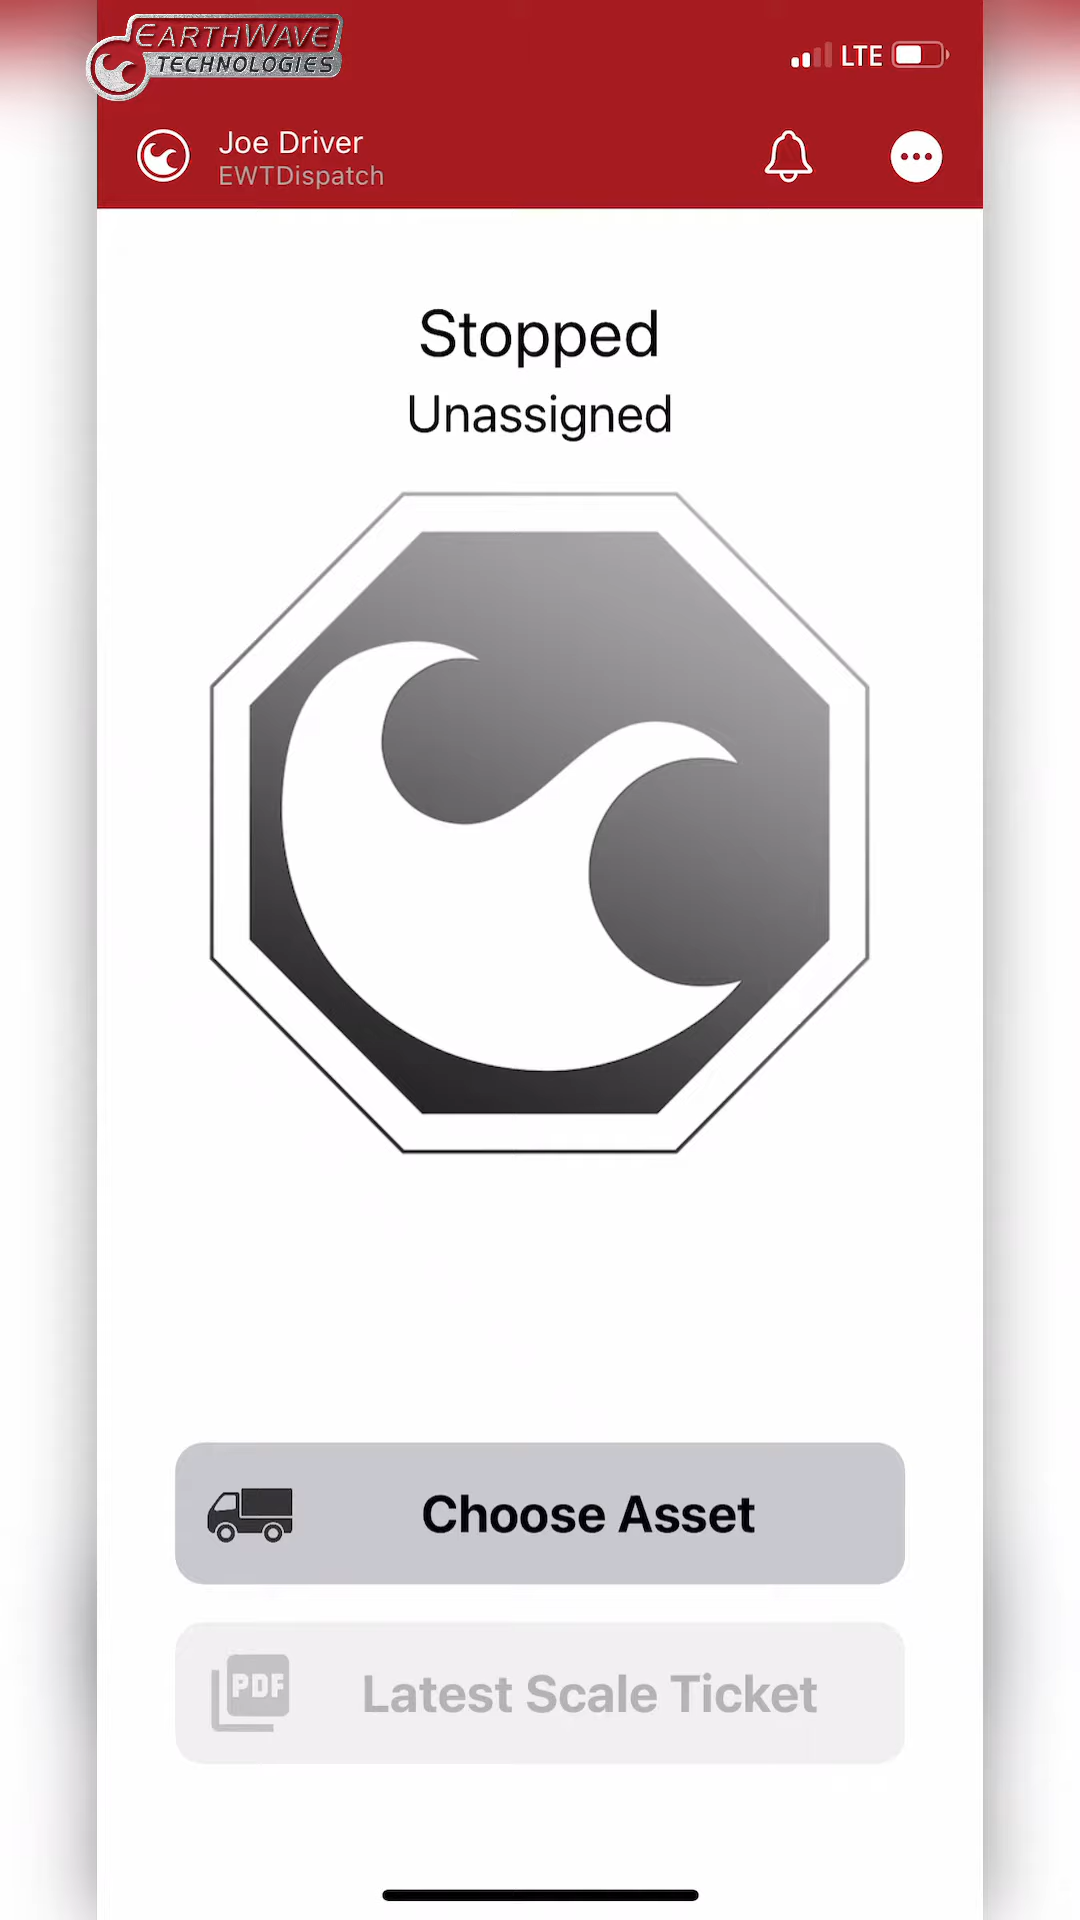 EARTHWAVE
TECHNOLOGIES
LTE
Joe Driver
EWTDispatch
Stopped
Unassigned
Choose Asset
PDF
Latest Scale Ticket